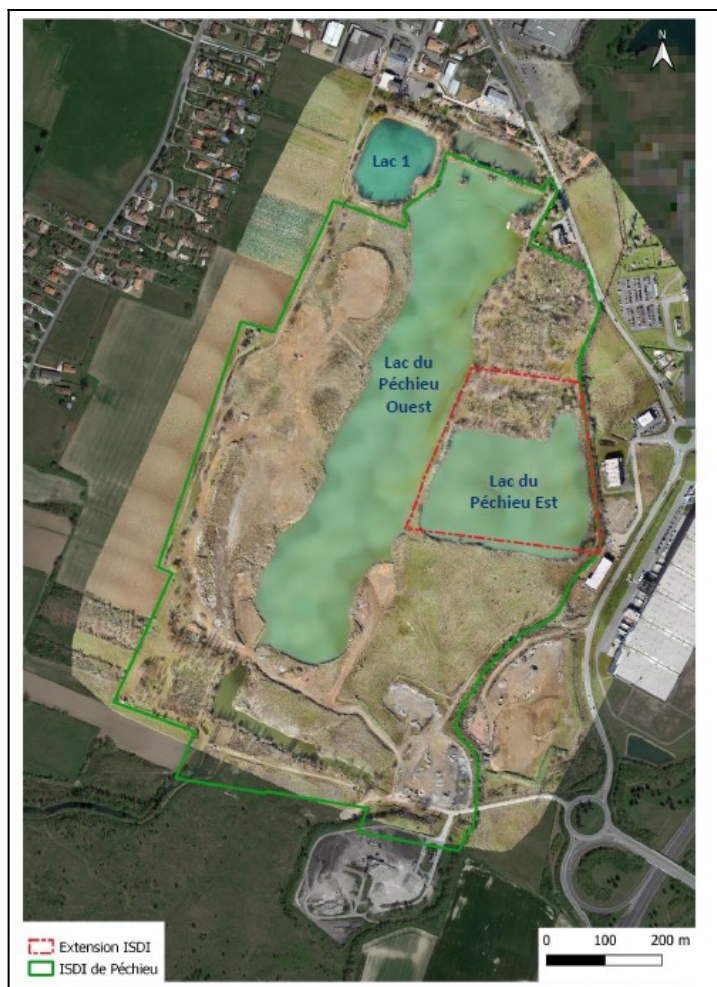 N
Lac 1
Lac du
Péchieu
Ouest
Lac du
Péchieu Est
Extension ISDI
ISDI de Péchieu
0 100 200 m